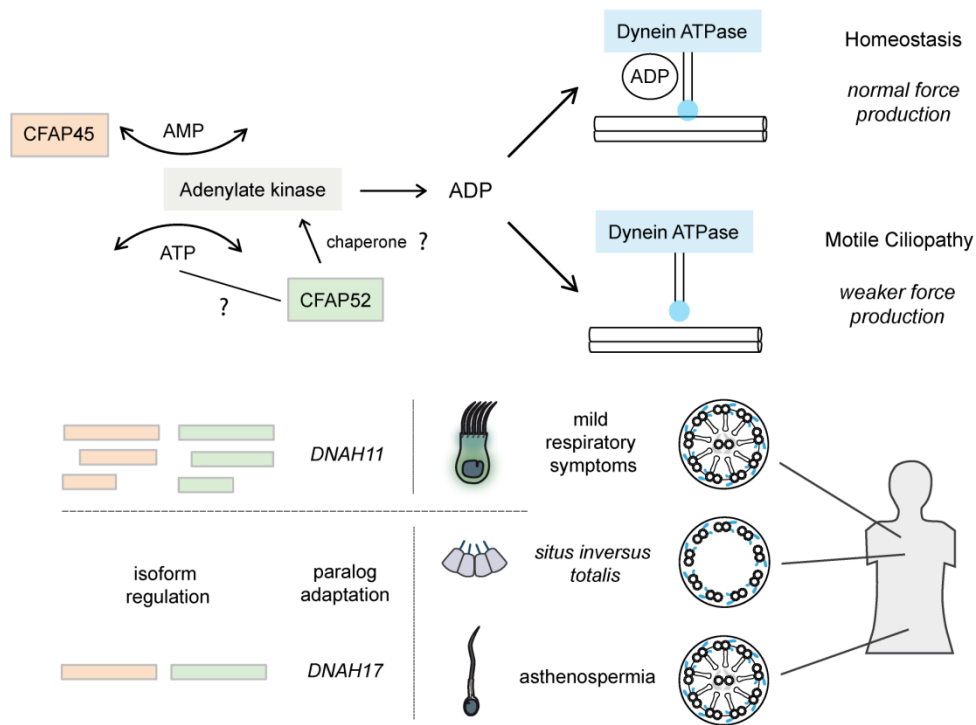 Dynein ATPase
Homeostasis
ADP
normal force
production
CFAP45
AMP
Adenylate kinase
ADP
chaperone ?
ATP
?
CFAP52
Dynein ATPase
Motile Ciliopathy
weaker force
production
DNAH11
mild
respiratory
symptoms
isoform
regulation
paralog
adaptation
situs inversus
totalis
DNAH17
asthenospermia